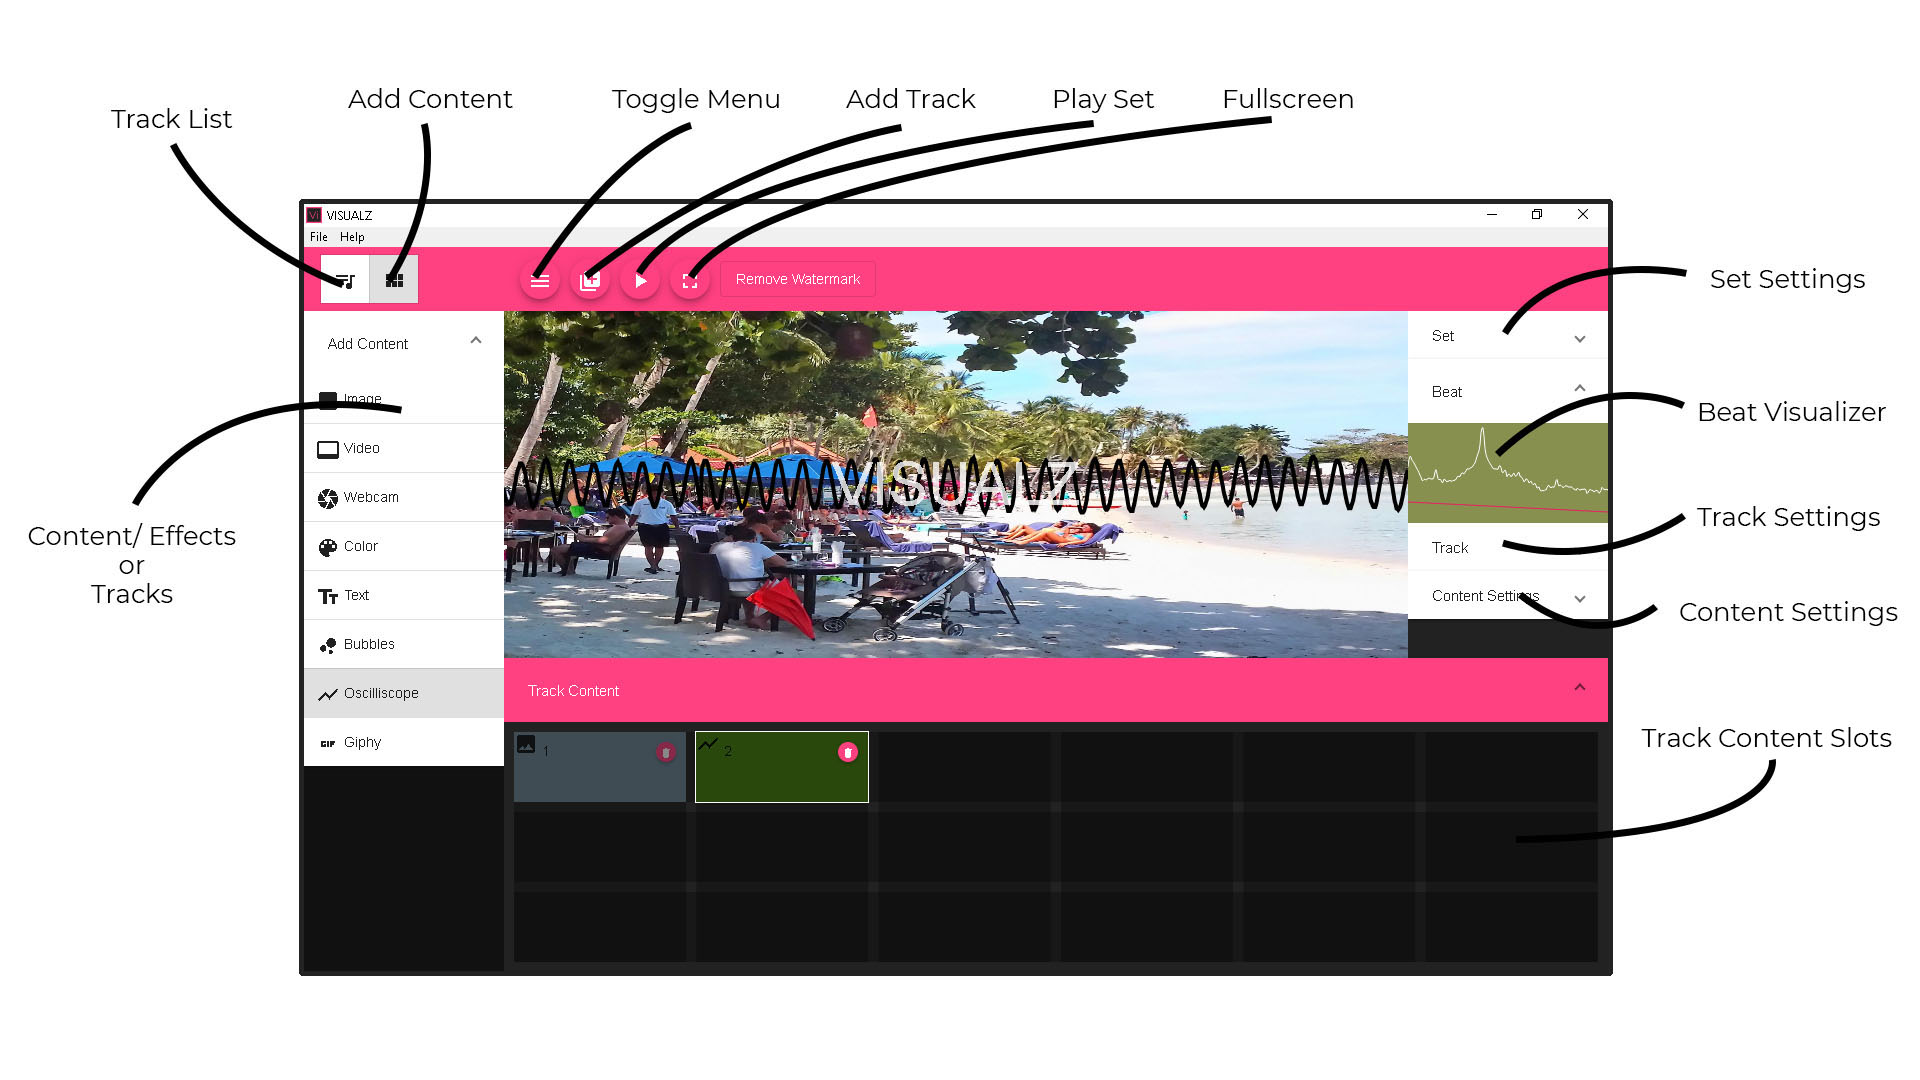 Add Content
Toggle Menu
Add Track
Play Set
Fullscreen
Track List
Vi VISUALZ
File Help
Remove Watermark
Set Settings
Add Content
Set
Image
Beat
Beat Visualizer
Video
Webcam
VISUALZ
Content/ Effects
or
Tracks
Track Settings
Color
Track
Text
Content Settings
Content Settings
Bubbles
Oscilliscope
Track Content
Giphy
GIF
1
2
Track Content Slots